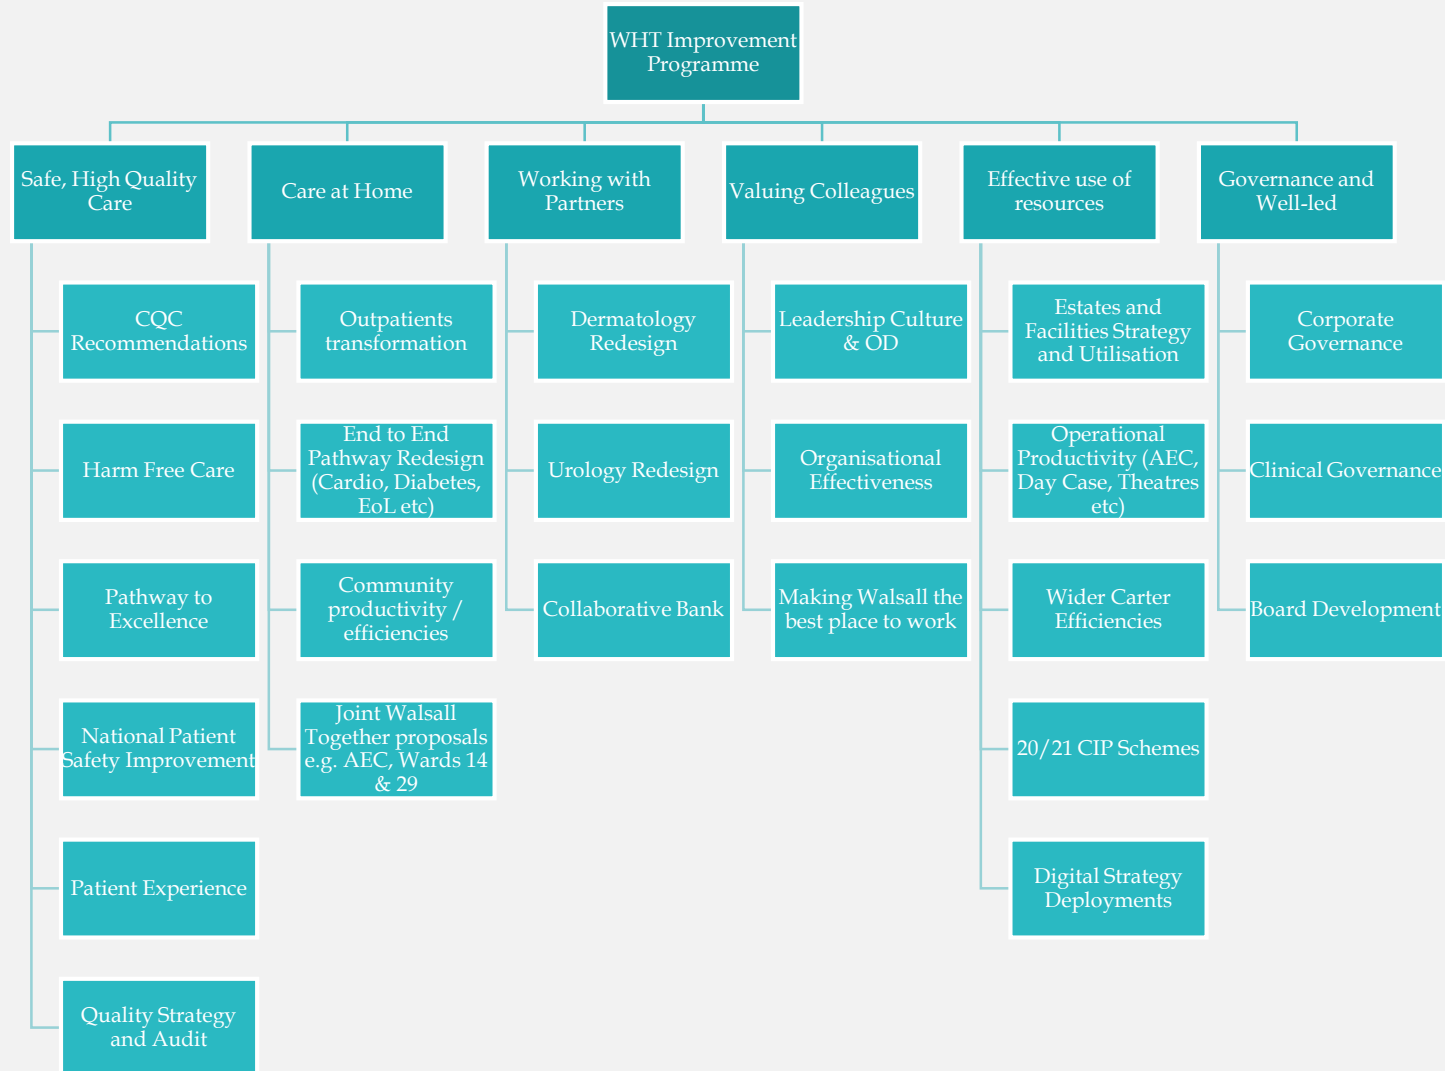 WHT Improvement
Programme
Safe, High Quality
Care
Care at Home
Working with
Partners
Valuing Colleagues
Effective use of
resources
Governance and
Well-led
CQC
Recommendations
Harm Free Care
Pathway to
Excellence
National Patient
Safety Improvement
Patient Experience
Quality Strategy
and Audit
Outpatients
transformation
End to End
Pathway Redesign
(Cardio, Diabetes,
EoL etc)
Community
productivity /
efficiencies
Joint Walsall
Together proposals
e.g. AEC, Wards 14
& 29
Dermatology
Redesign
Urology Redesign
Collaborative Bank
Leadership Culture
& OD
Organisational
Effectiveness
Making Walsall the
best place to work
Estates and
Facilities Strategy
and Utilisation
Operational
Productivity (AEC,
Day Case, Theatres
etc)
Wider Carter
Efficiencies
20/21 CIP Schemes
Digital Strategy
Deployments
Corporate
Governance
Clinical Governance
Board Development